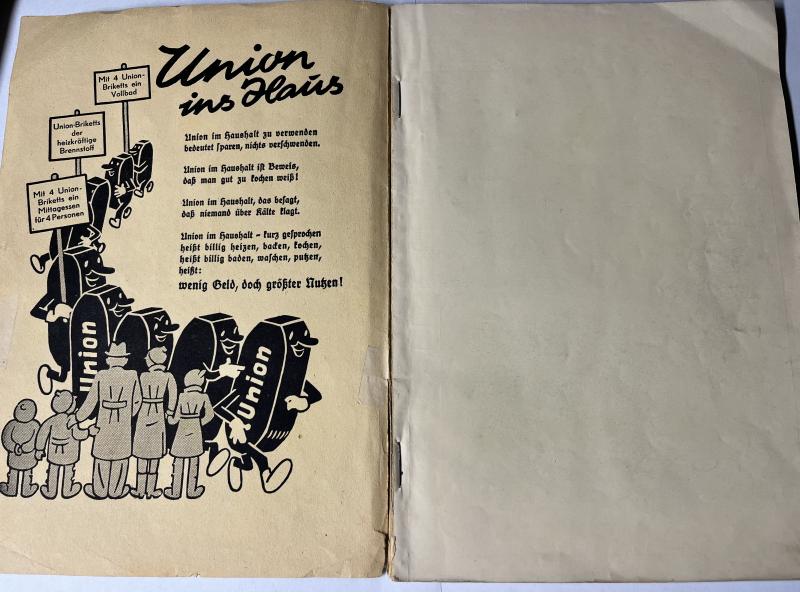 Union
ins Haus
Mit 4 Union-
Briketts ein
Vollbad
Union-Briketts
der
heizkräftige
Brennstoff
Mit 4 Union-
Briketts ein
Mittagessen
für 4 Personen
Union im Haushalt zu verwenden
bedeutet sparen, nichts verschwenden.
Union im Haushalt ist Beweis,
daß man gut zu kochen weiß!
Union im Haushalt, das besagt,
daß niemand über Kälte klagt.
Union im Haushalt – kurz gesprochen
heißt billig heizen, backen, kochen,
heißt billig baden, waschen, putzen,
heißt:
wenig Geld, doch größter Nutzen!
Union
Union